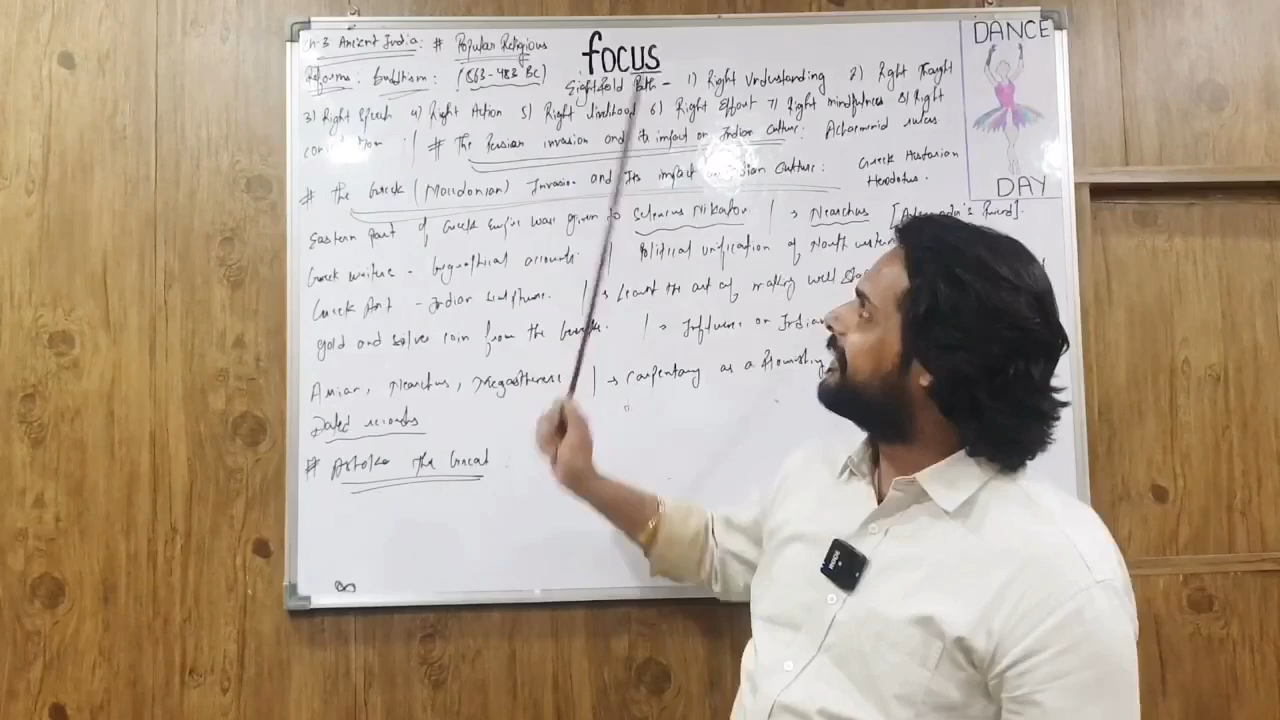 Ch-3 Ancient India: # Popular Religious
focus
DANCE
Reforms: Buddhism: (563-483 BC) Eightfold Path - 1) Right Understanding 2) Right Thought
3) Right Speech 4) Right Action 5) Right livelihood 6) Right Effort 7) Right mindfulness 8) Right
# The Persian invasion and its impact on Indian Culture: Achaemenid rulers.
# The Greek (Macedonian) Invasion and Its impact on Indian Culture: Greek Historian
Herodotus.
DAY
Eastern part of Greek Empire was given to Seleucus Nikator | → Nearchus
Greek writers - accounts. | Political unification of North western
Greek Art - Indian sculpture. | → Learnt the art of making well
gold and silver coin from the Greeks. | → Influence on Indian
Arrian, Nearchus, Megasthenese | → Carpentary as a flourishing
Dated records
# Ashoka The Great